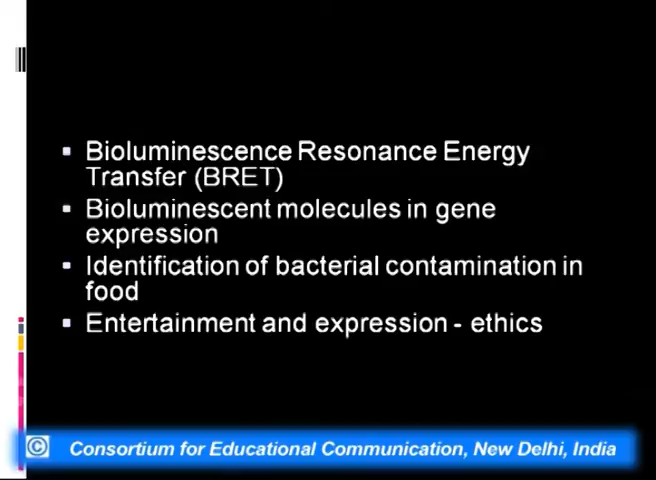 ▪ Bioluminescence Resonance Energy
Transfer (BRET)
▪ Bioluminescent molecules in gene
expression
▪ Identification of bacterial contamination in
food
▪ Entertainment and expression - ethics
© Consortium for Educational Communication, New Delhi, India